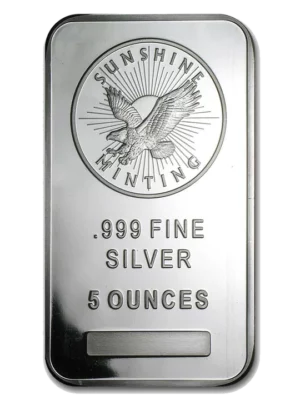 SUNSHINE
MINTING
.999 FINE
SILVER
5 OUNCES